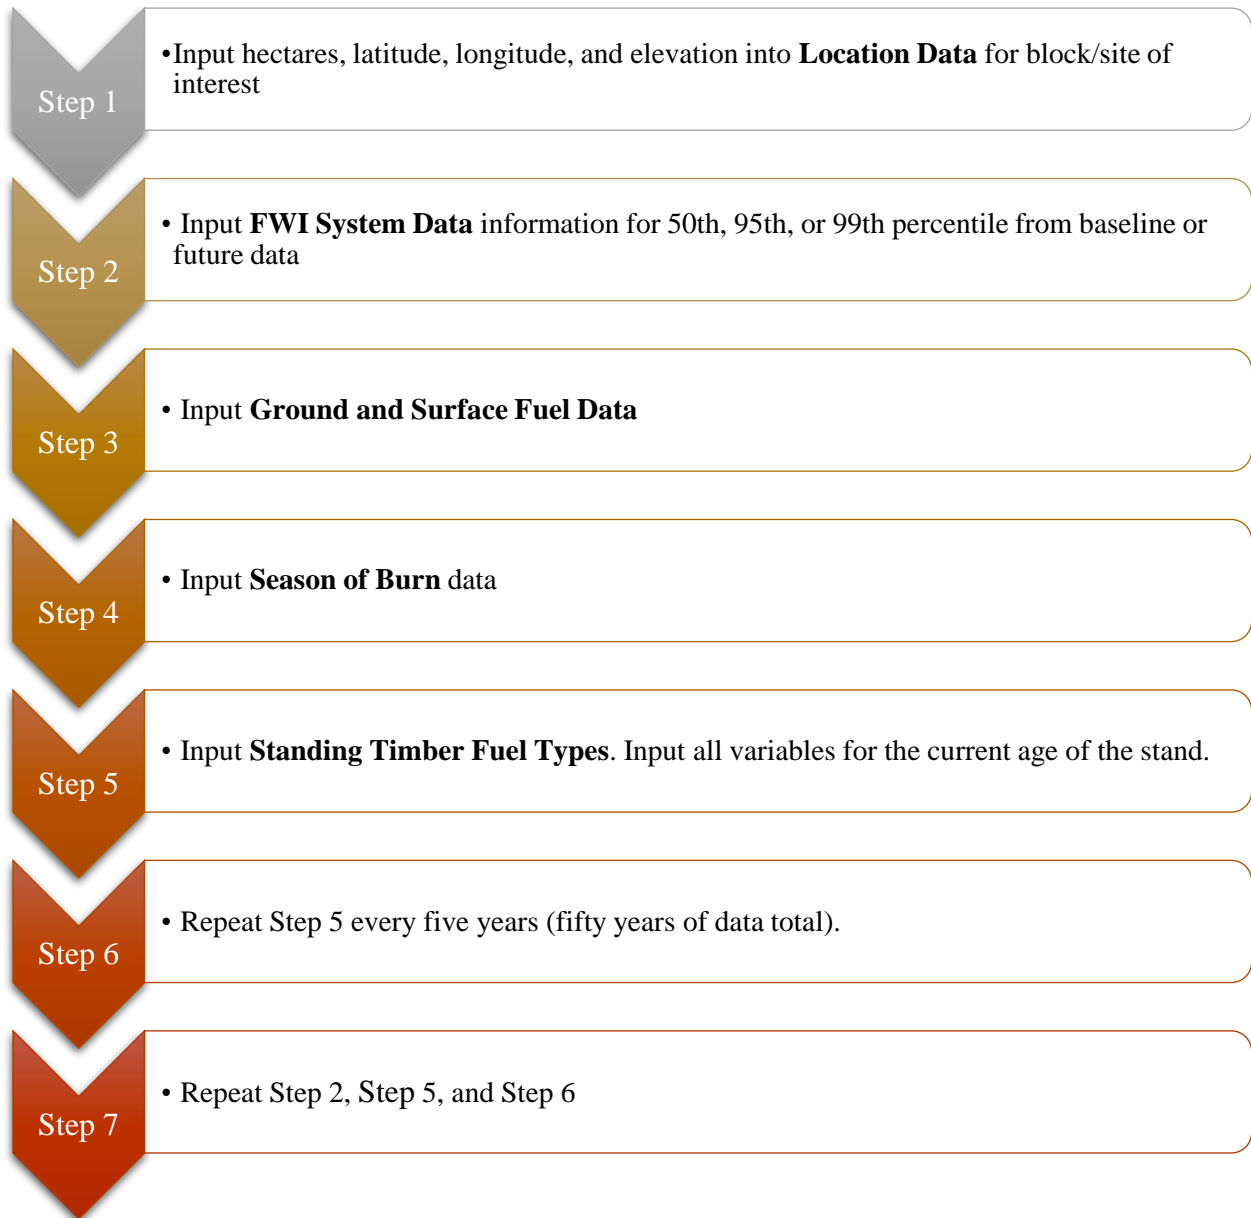 Step 1
•Input hectares, latitude, longitude, and elevation into Location Data for block/site of
interest
Step 2
• Input FWI System Data information for 50th, 95th, or 99th percentile from baseline or
future data
Step 3
• Input Ground and Surface Fuel Data
Step 4
• Input Season of Burn data
Step 5
• Input Standing Timber Fuel Types. Input all variables for the current age of the stand.
Step 6
• Repeat Step 5 every five years (fifty years of data total).
Step 7
• Repeat Step 2, Step 5, and Step 6